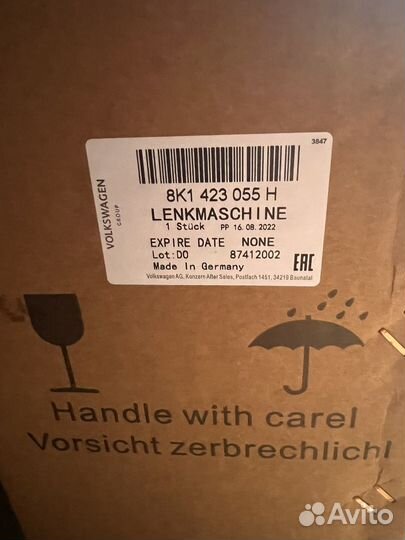 3847
VOLKSWAGEN
GROUP
8K1 423 055 H
LENKMASCHINE
1 Stück PP 16.08.2022
EXPIRE DATE NONE
Lot:D0 87412002
Made In Germany
EAC
Volkswagen AG, Konzern After Sales, Postfach 1451, 34219 Baunatal
Handle with care!
Vorsicht zerbrechlich!
Avito